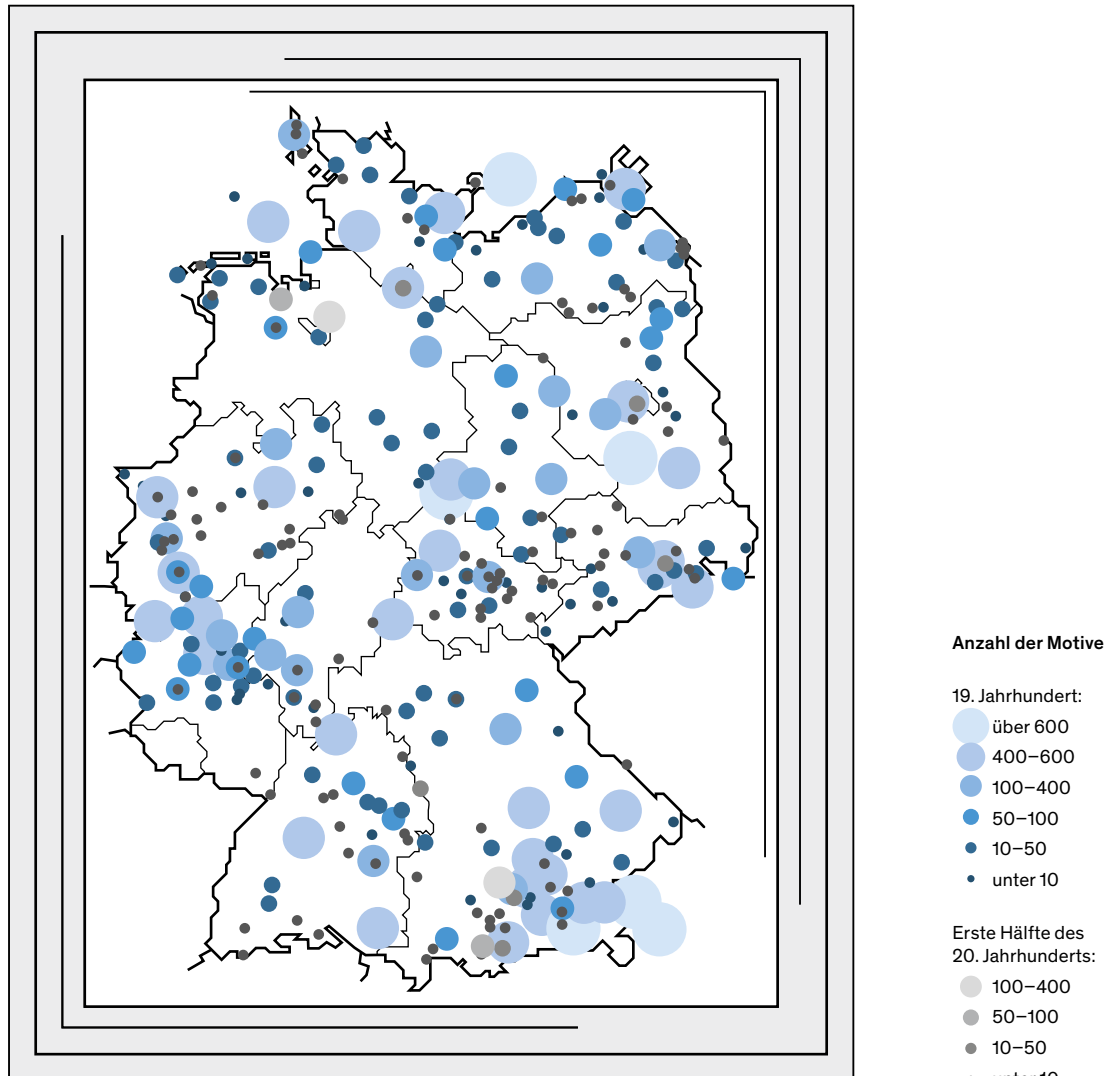 Anzahl der Motive
19. Jahrhundert:
über 600
400–600
100–400
50–100
10–50
unter 10
Erste Hälfte des
20. Jahrhunderts:
100–400
50–100
10–50